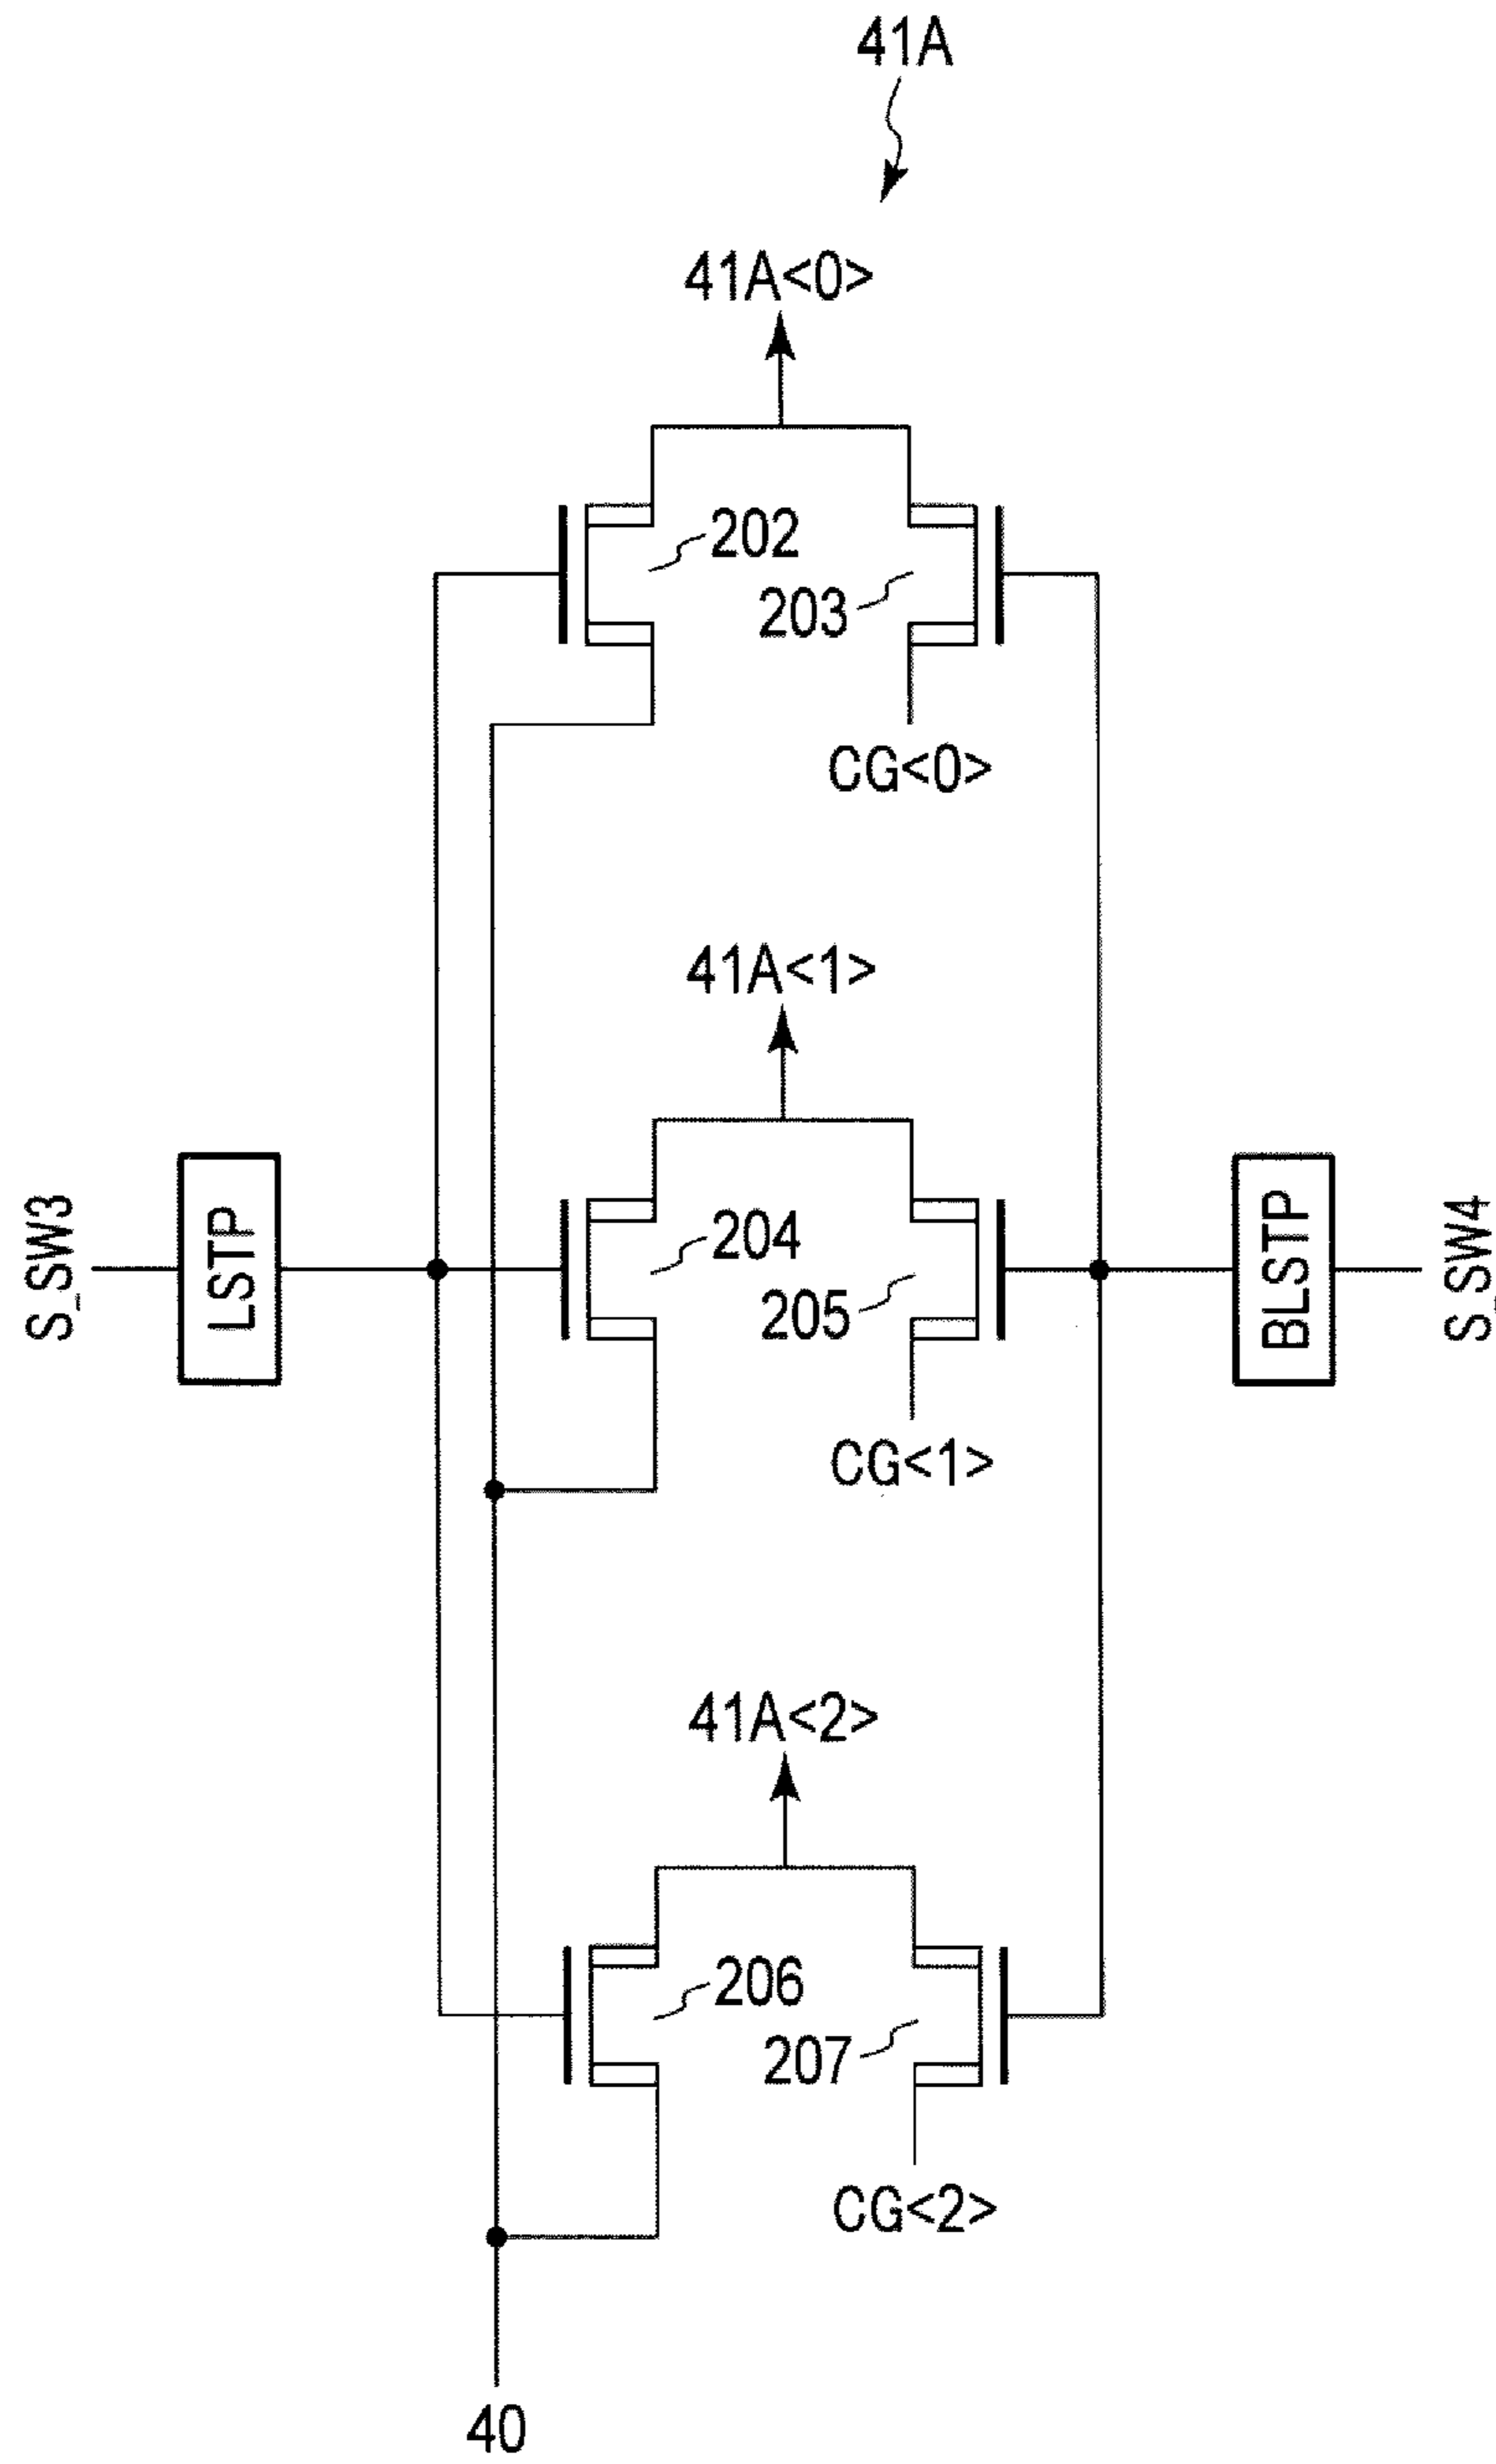 41A
41A<0>
202
203
CG<0>
41A<1>
S_SW3
LSTP
204
205
BLSTP
S_SW4
CG<1>
41A<2>
206
207
CG<2>
40